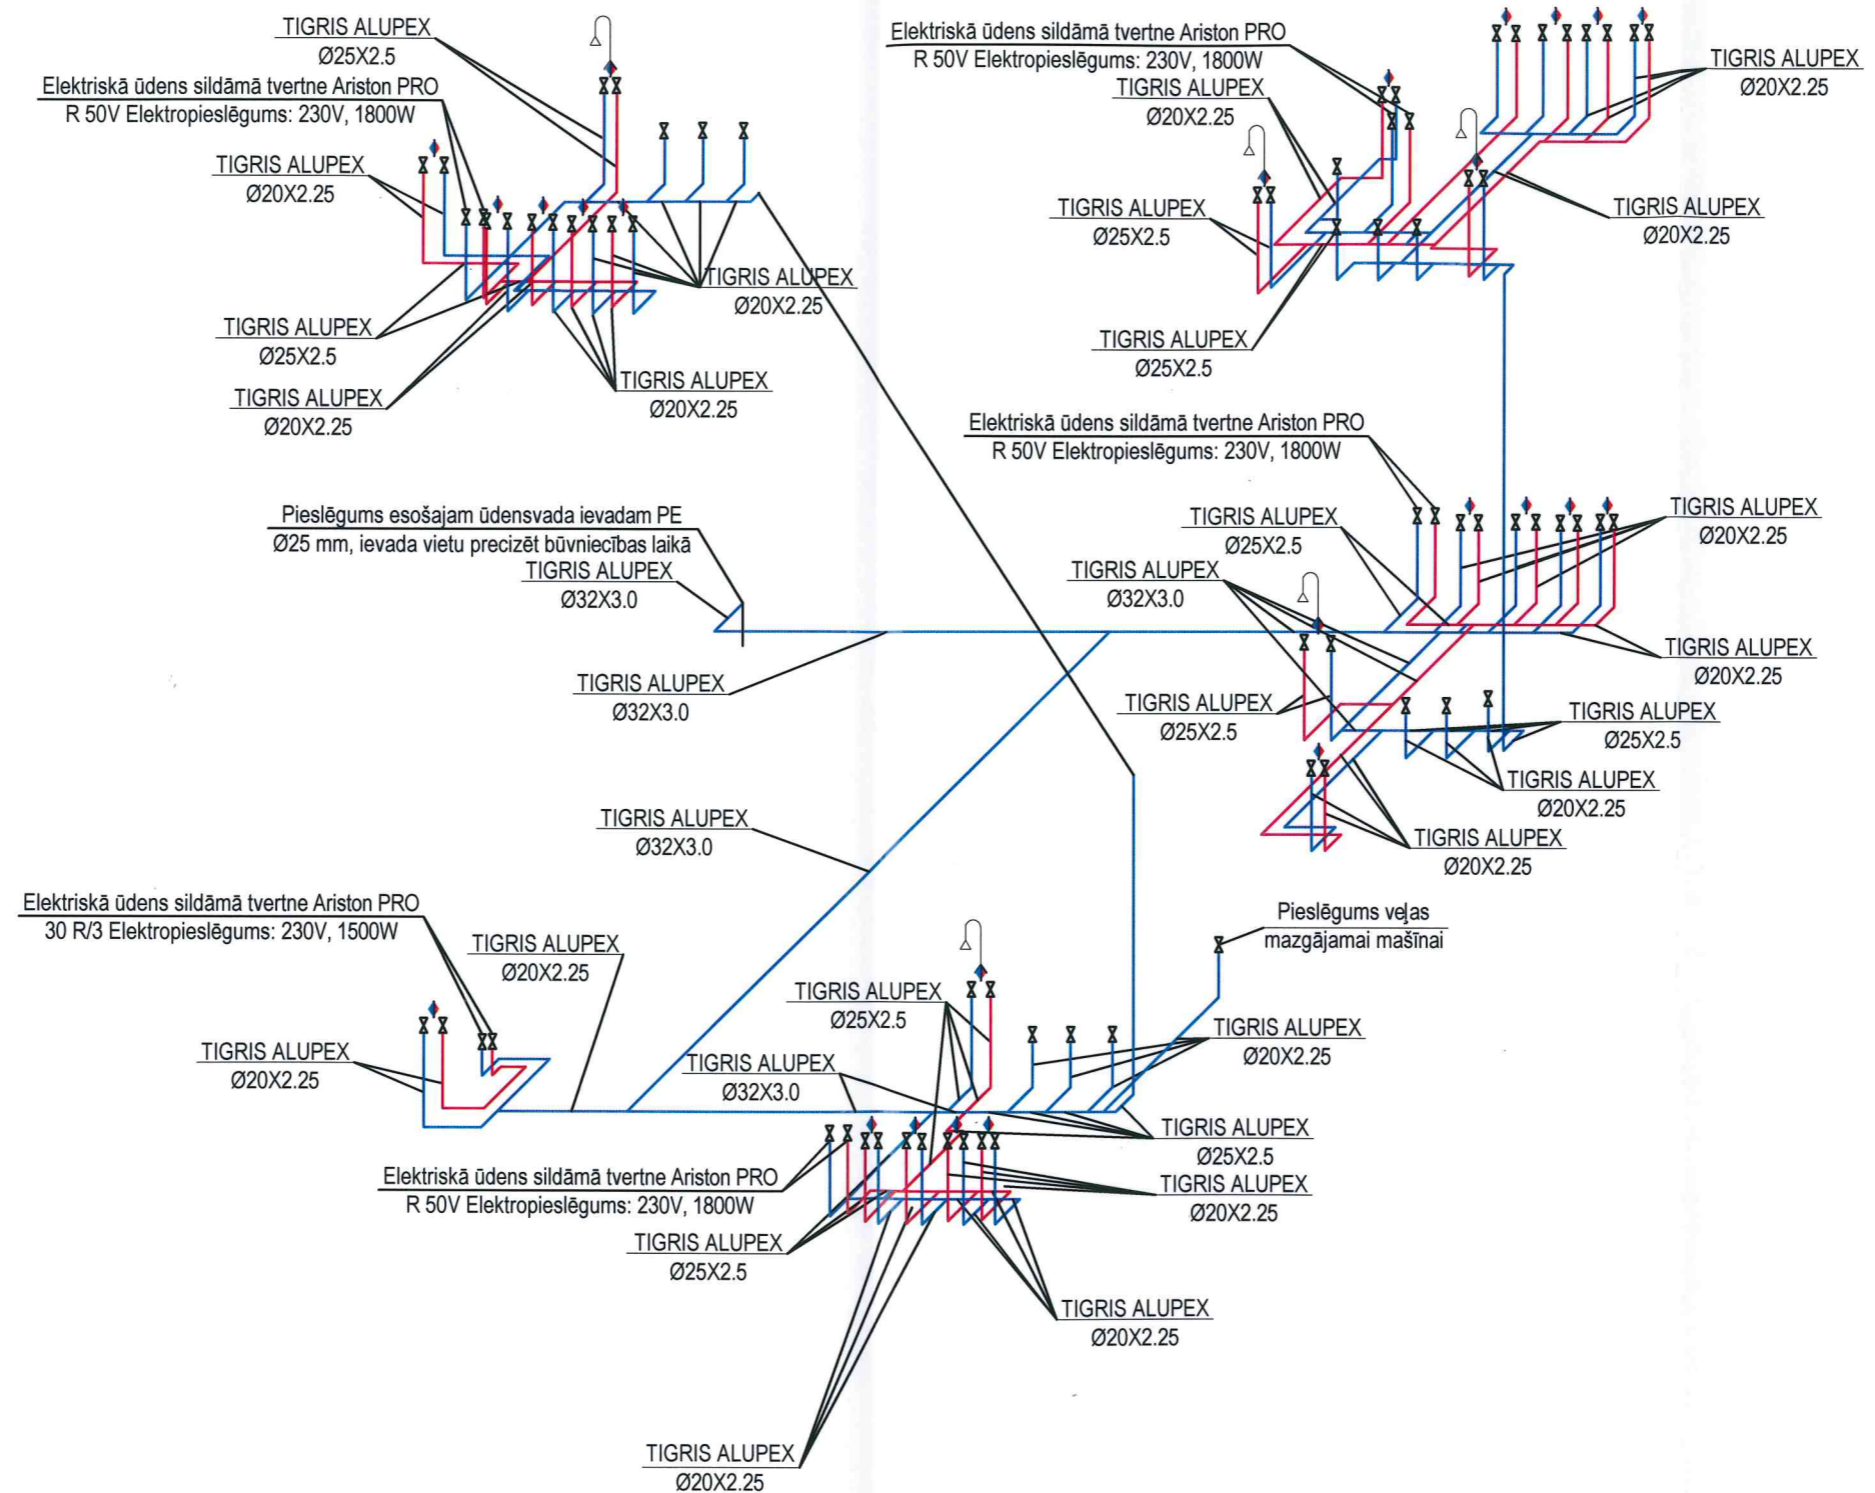 TIGRIS ALUPEX
Ø25X2.5
Elektriskā ūdens sildāmā tvertne Ariston PRO
R 50V Elektropieslēgums: 230V, 1800W
TIGRIS ALUPEX
Ø20X2.25
TIGRIS ALUPEX
Ø20X2.25
TIGRIS ALUPEX
Ø25X2.5
TIGRIS ALUPEX
Ø20X2.25
TIGRIS ALUPEX
Ø20X2.25
Elektriskā ūdens sildāmā tvertne Ariston PRO
R 50V Elektropieslēgums: 230V, 1800W
TIGRIS ALUPEX
Ø20X2.25
TIGRIS ALUPEX
Ø20X2.25
TIGRIS ALUPEX
Ø25X2.5
TIGRIS ALUPEX
Ø20X2.25
TIGRIS ALUPEX
Ø25X2.5
Elektriskā ūdens sildāmā tvertne Ariston PRO
R 50V Elektropieslēgums: 230V, 1800W
Pieslēgums esošajam ūdensvada ievadam PE
Ø25 mm, ievada vietu precizēt būvniecības laikā
TIGRIS ALUPEX
Ø32X3.0
TIGRIS ALUPEX
Ø25X2.5
TIGRIS ALUPEX
Ø20X2.25
TIGRIS ALUPEX
Ø32X3.0
TIGRIS ALUPEX
Ø32X3.0
TIGRIS ALUPEX
Ø20X2.25
TIGRIS ALUPEX
Ø25X2.5
TIGRIS ALUPEX
Ø25X2.5
TIGRIS ALUPEX
Ø20X2.25
TIGRIS ALUPEX
Ø32X3.0
TIGRIS ALUPEX
Ø20X2.25
Elektriskā ūdens sildāmā tvertne Ariston PRO
30 R/3 Elektropieslēgums: 230V, 1500W
TIGRIS ALUPEX
Ø20X2.25
Pieslēgums veļas
mazgājamai mašīnai
TIGRIS ALUPEX
Ø25X2.5
TIGRIS ALUPEX
Ø20X2.25
TIGRIS ALUPEX
Ø20X2.25
TIGRIS ALUPEX
Ø32X3.0
TIGRIS ALUPEX
Ø25X2.5
Elektriskā ūdens sildāmā tvertne Ariston PRO
R 50V Elektropieslēgums: 230V, 1800W
TIGRIS ALUPEX
Ø20X2.25
TIGRIS ALUPEX
Ø25X2.5
TIGRIS ALUPEX
Ø20X2.25
TIGRIS ALUPEX
Ø20X2.25